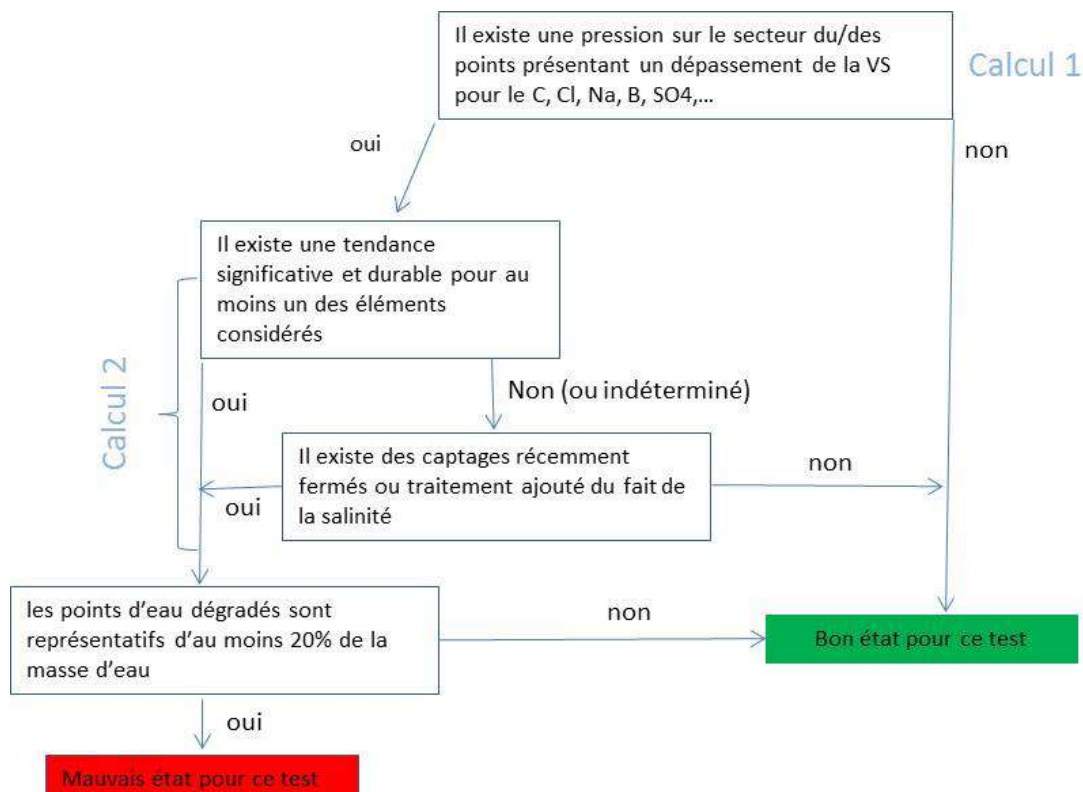 Il existe une pression sur le secteur du/des
points présentant un dépassement de la VS
pour le C, Cl, Na, B, SO4,...
Calcul 1
oui
non
Il existe une tendance
significative et durable pour au
moins un des éléments
considérés
Calcul 2
oui
Non (ou indéterminé)
Il existe des captages récemment
fermés ou traitement ajouté du fait de
la salinité
non
oui
les points d’eau dégradés sont
représentatifs d’au moins 20% de la
masse d’eau
non
Bon état pour ce test
oui
Mauvais état pour ce test